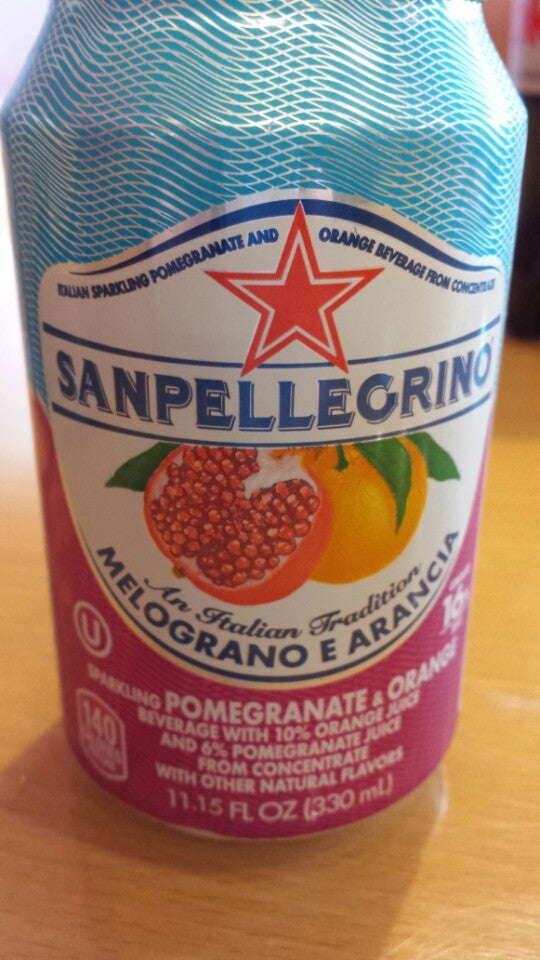 ITALIAN SPARKLING POMEGRANATE AND ORANGE BEVERAGE FROM CONCENTRATE
SANPELLEGRINO
An Italian Tradition
MELOGRANO E ARANCIA
U
16%
140
SPARKLING POMEGRANATE & ORANGE
BEVERAGE WITH 10% ORANGE JUICE
AND 6% POMEGRANATE JUICE
FROM CONCENTRATE
WITH OTHER NATURAL FLAVORS
11.15 FL OZ (330 mL)